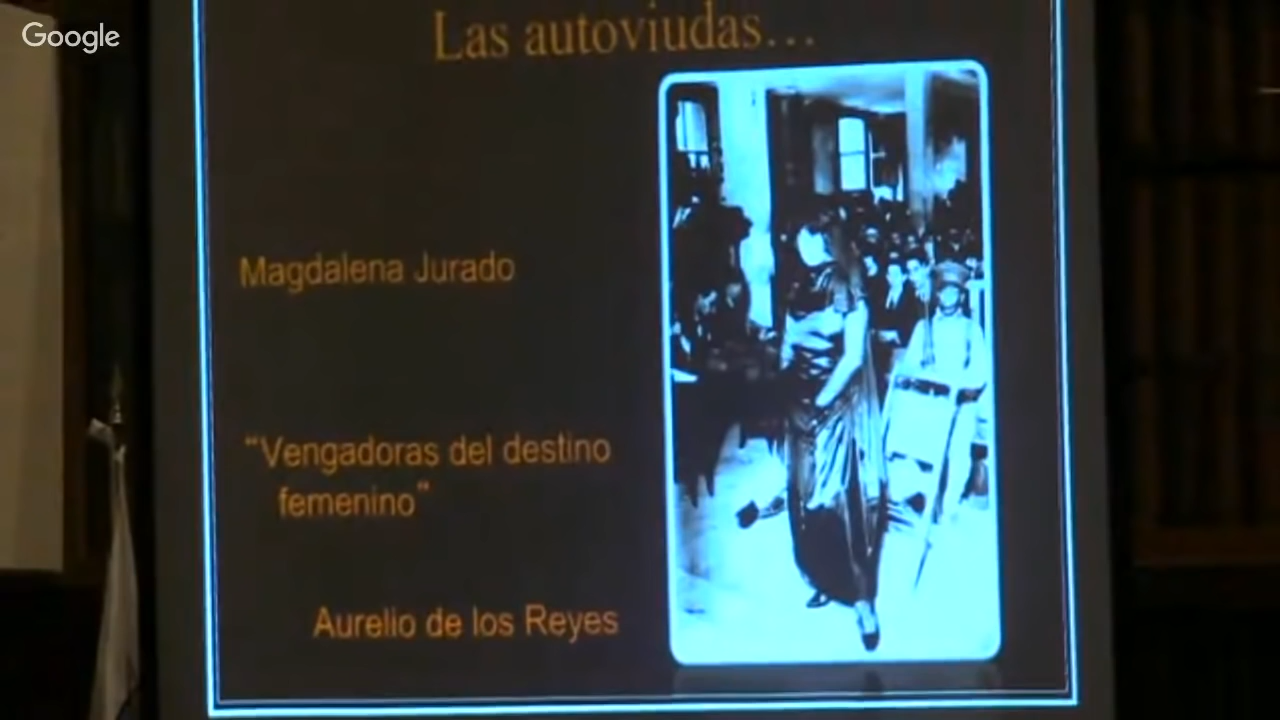 Google
Las autoviudas...
Magdalena Jurado
“Vengadoras del destino
femenino”
Aurelio de los Reyes